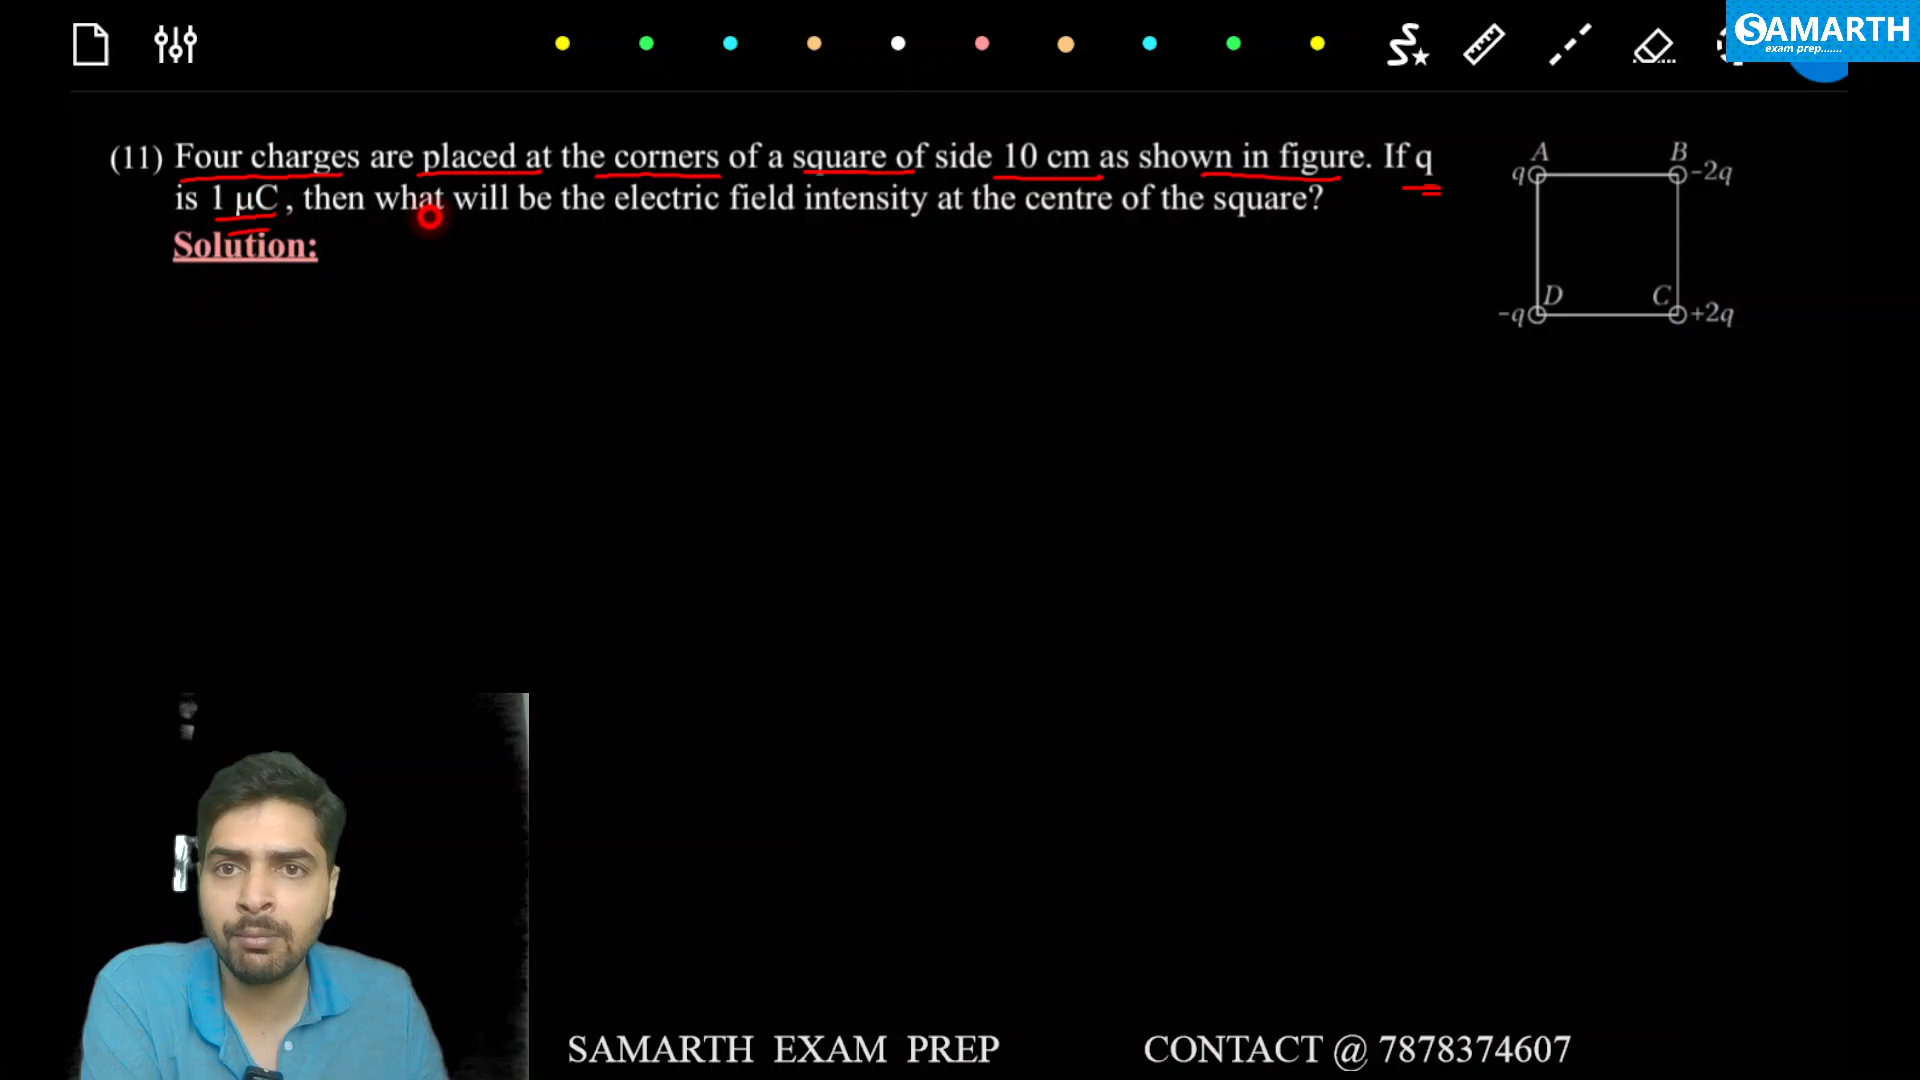 SAMARTH
exam prep.......
(11) Four charges are placed at the corners of a square of side 10 cm as shown in figure. If q
is 1 μC, then what will be the electric field intensity at the centre of the square?
Solution:
A B
q -2q
D C
-q +2q
SAMARTH EXAM PREP CONTACT @ 7878374607